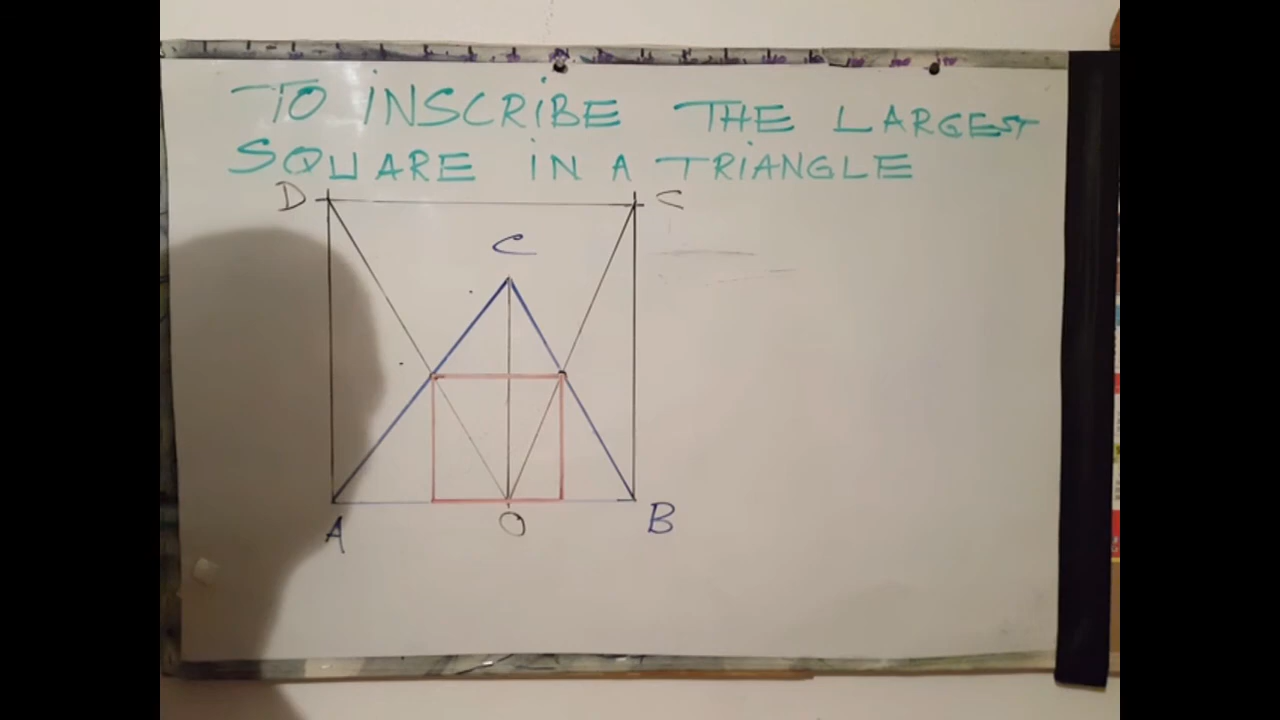 TO INSCRIBE THE LARGEST
SQUARE IN A TRIANGLE
D C
C
A O B